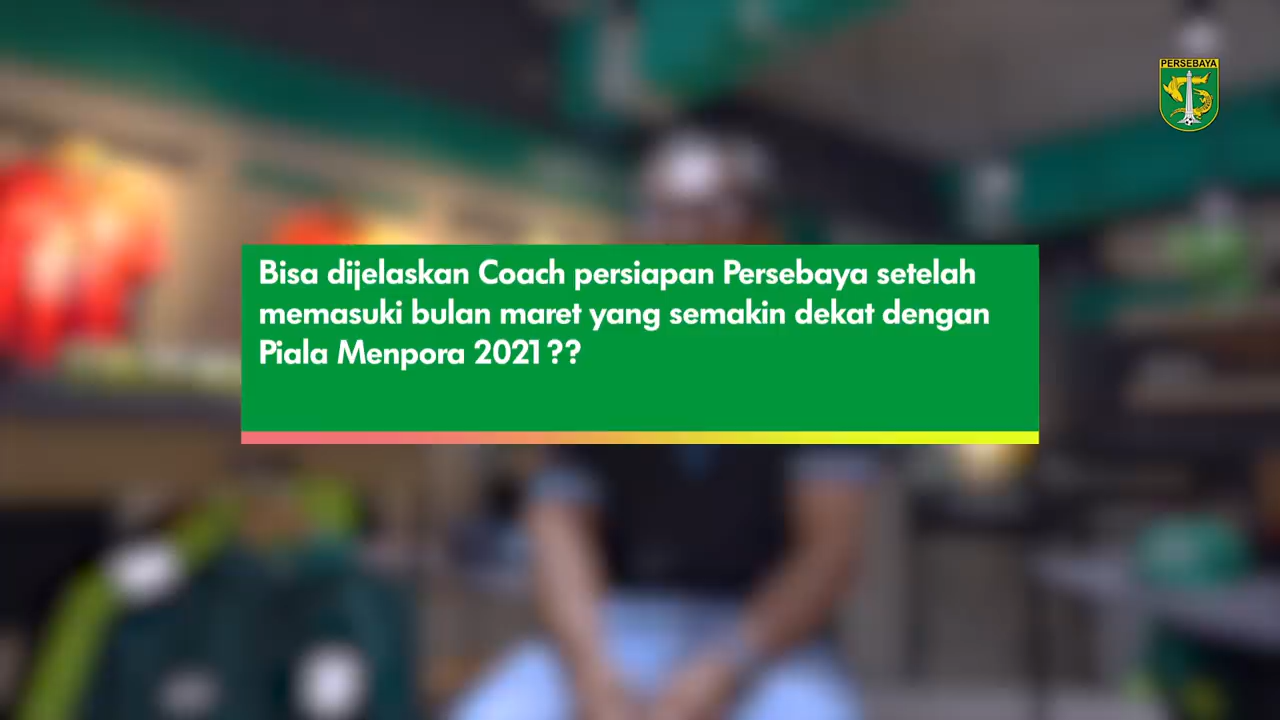 PERSEBAYA
Bisa dijelaskan Coach persiapan Persebaya setelah
memasuki bulan maret yang semakin dekat dengan
Piala Menpora 2021 ??